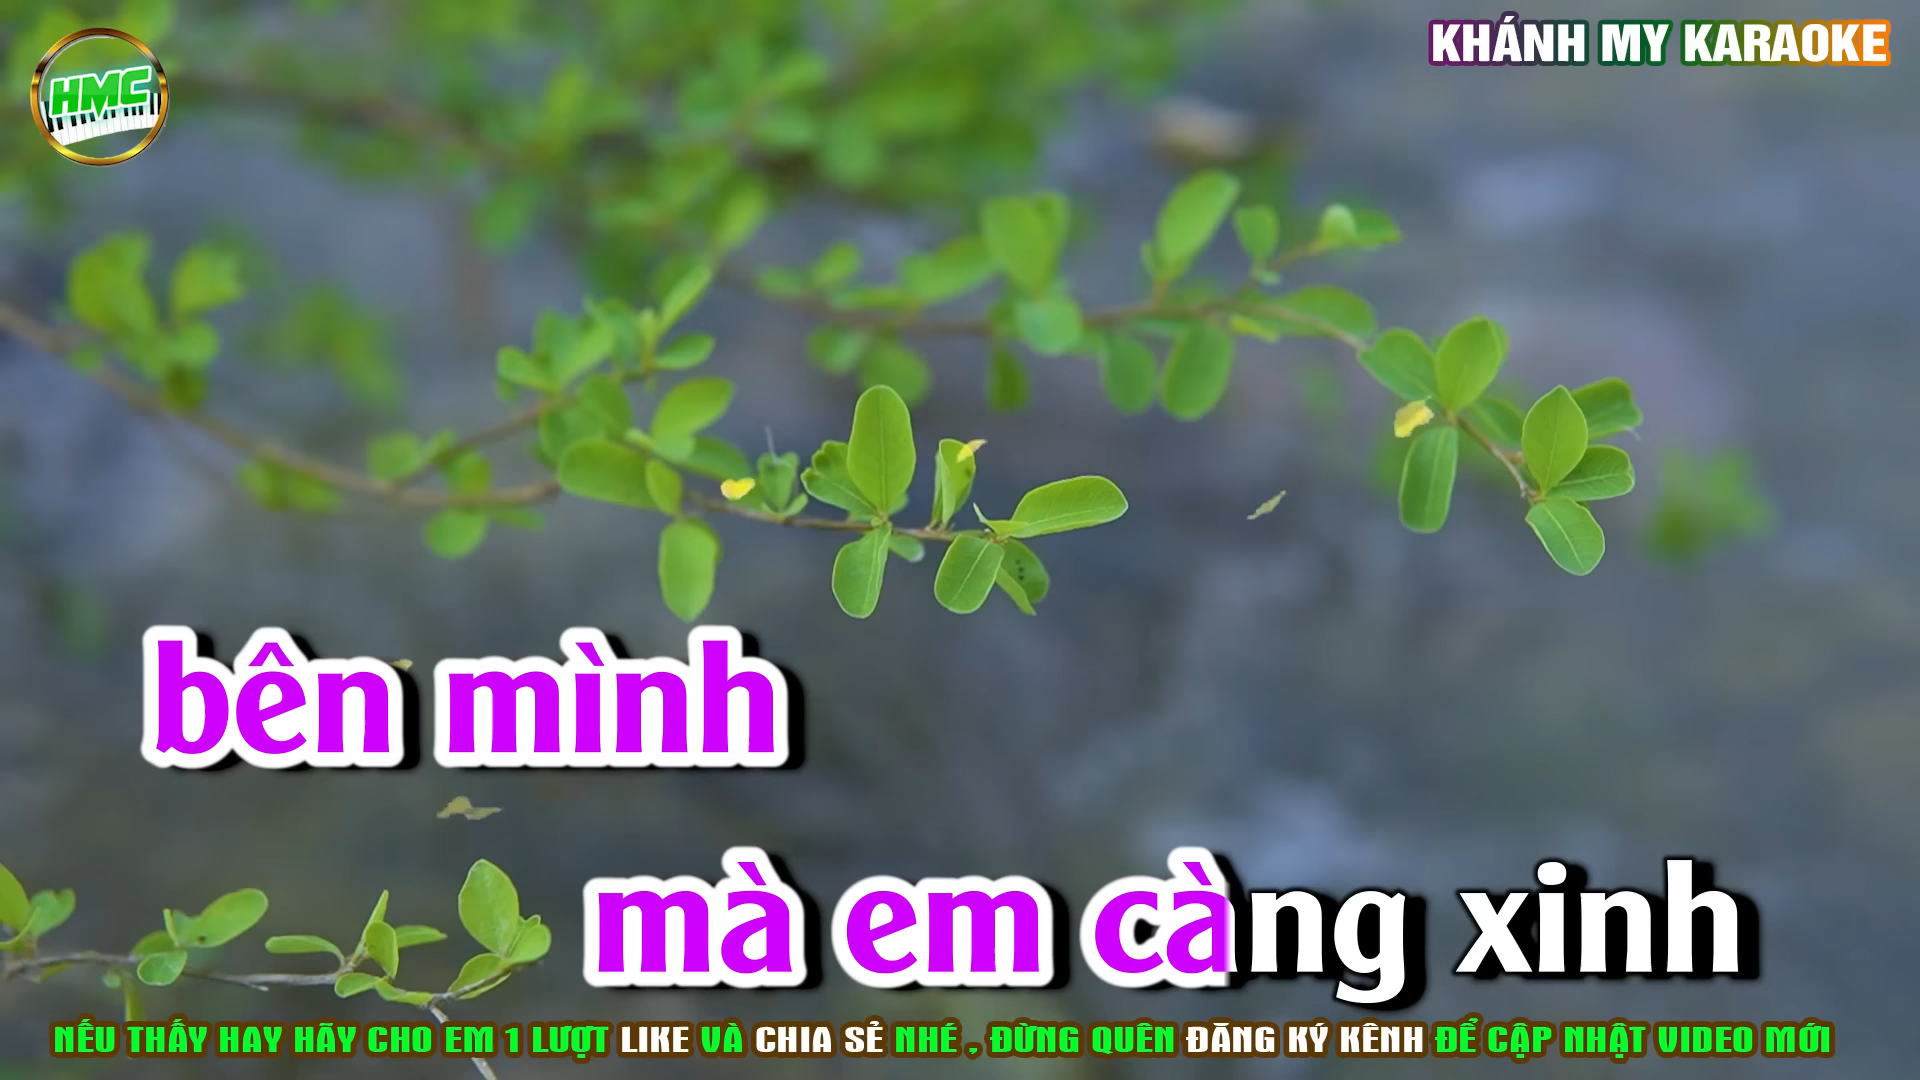 KHÁNH MY KARAOKE
HMC
bên mình
mà em càng xinh
NẾU THẤY HAY HÃY CHO EM 1 LƯỢT LIKE VÀ CHIA SẺ NHÉ , ĐỪNG QUÊN ĐĂNG KÝ KÊNH ĐỂ CẬP NHẬT VIDEO MỚI